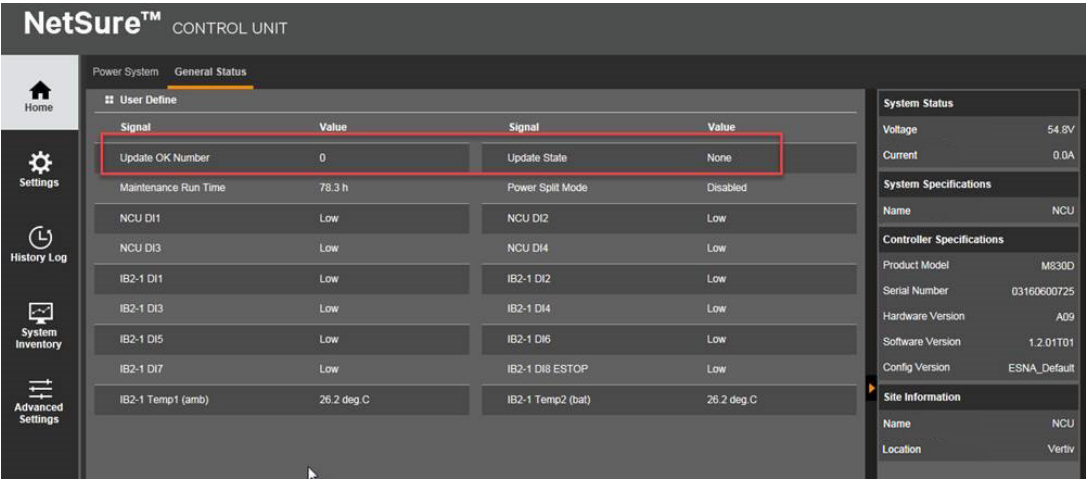 NetSure™ CONTROL UNIT
Home
Settings
History Log
System
Inventory
Advanced
Settings
Power System General Status
User Define
Signal Value Signal Value
Update OK Number 0 Update State None
Maintenance Run Time 78.3 h Power Split Mode Disabled
NCU DI1 Low NCU DI2 Low
NCU DI3 Low NCU DI4 Low
IB2-1 DI1 Low IB2-1 DI2 Low
IB2-1 DI3 Low IB2-1 DI4 Low
IB2-1 DI5 Low IB2-1 DI6 Low
IB2-1 DI7 Low IB2-1 DI8 ESTOP Low
IB2-1 Temp1 (amb) 26.2 deg.C IB2-1 Temp2 (bat) 26.2 deg.C
System Status
Voltage 54.8V
Current 0.0A
System Specifications
Name NCU
Controller Specifications
Product Model M830D
Serial Number 03160600725
Hardware Version A09
Software Version 1.2.01T01
Config Version ESNA_Default
Site Information
Name NCU
Location Vertiv